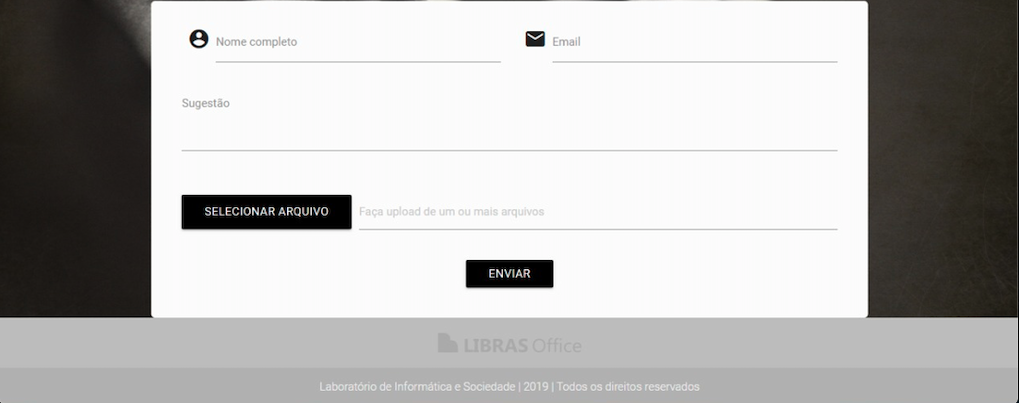 Nome completo
Email
Sugestão
SELECIONAR ARQUIVO
Faça upload de um ou mais arquivos
ENVIAR
LIBRAS Office
Laboratório de Informática e Sociedade | 2019 | Todos os direitos reservados